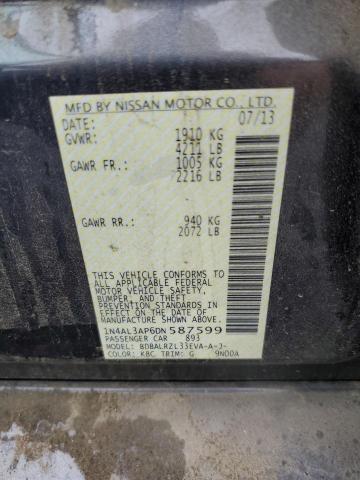 MFD BY NISSAN MOTOR CO., LTD.
DATE: 07/13
GVWR: 1910 KG
4211 LB
GAWR FR.: 1005 KG
2216 LB
GAWR RR.: 940 KG
2072 LB
THIS VEHICLE CONFORMS TO ALL
APPLICABLE FEDERAL
MOTOR VEHICLE SAFETY,
BUMPER, AND THEFT
PREVENTION STANDARDS
IN EFFECT ON THE DATE OF
MANUFACTURE SHOWN ABOVE.
1N4AL3AP6DN587599
PASSENGER CAR 893
MODEL: BDBALRZL33EVA-A-J-
COLOR: KBC TRIM: G 9N00A